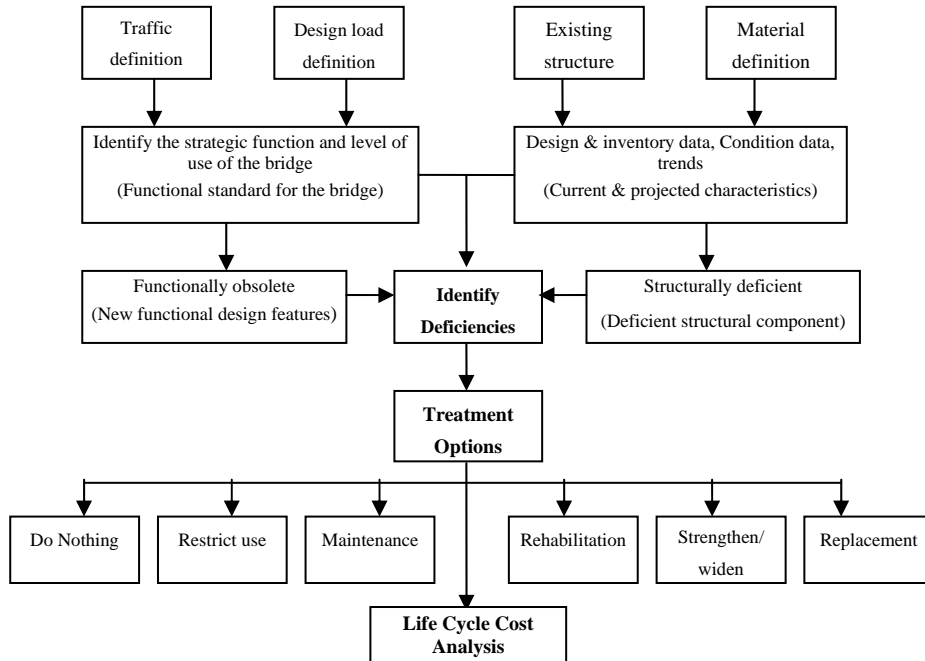 Traffic
definition
Design load
definition
Existing
structure
Material
definition
Identify the strategic function and level of
use of the bridge
(Functional standard for the bridge)
Design & inventory data, Condition data,
trends
(Current & projected characteristics)
Functionally obsolete
(New functional design features)
Identify
Deficiencies
Structurally deficient
(Deficient structural component)
Treatment
Options
Do Nothing
Restrict use
Maintenance
Rehabilitation
Strengthen/
widen
Replacement
Life Cycle Cost
Analysis